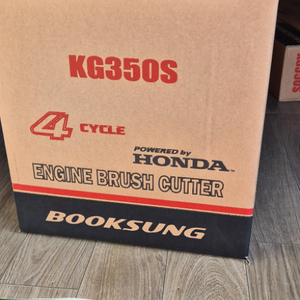 KG350S
4 CYCLE
POWERED by
HONDA
ENGINE BRUSH CUTTER
BOOKSUNG